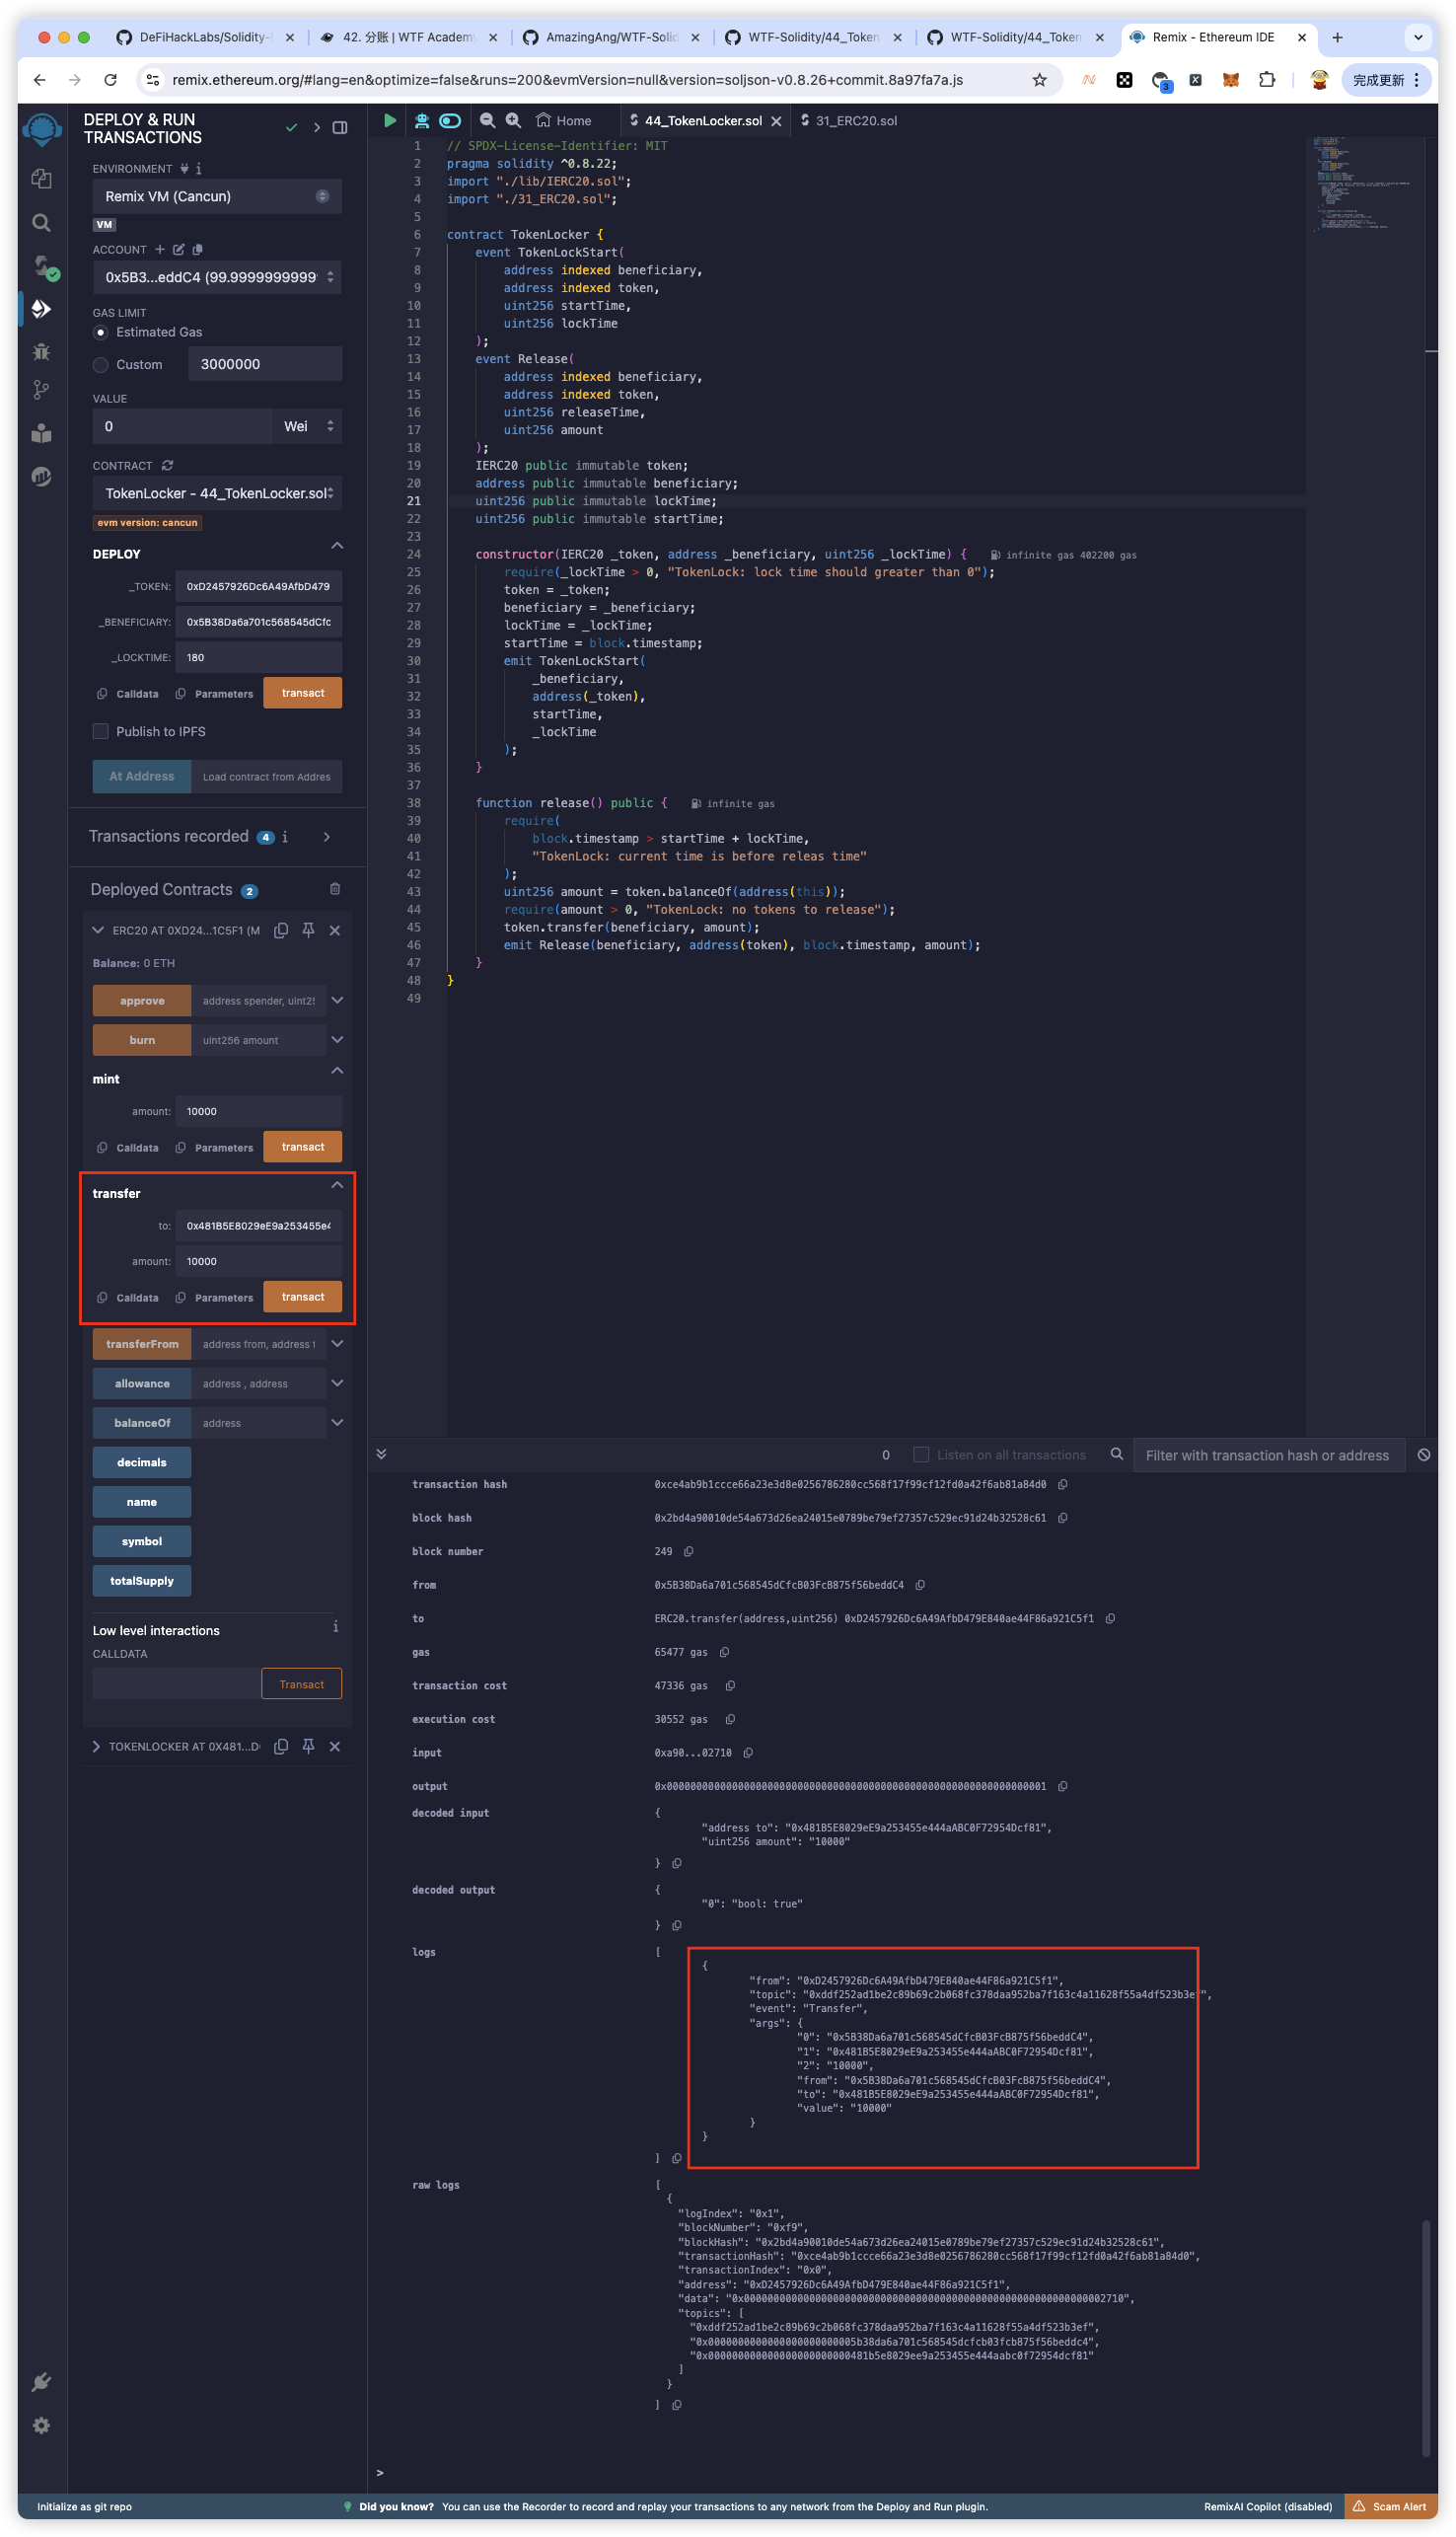 DeFiHackLabs/Solidity-
42. 分账 | WTF Academy
AmazingAng/WTF-Solid
WTF-Solidity/44_Token
WTF-Solidity/44_Token
Remix - Ethereum IDE
remix.ethereum.org/#lang=en&optimize=false&runs=200&evmVersion=null&version=soljson-v0.8.26+commit.8a97fa7a.js
3
完成更新
DEPLOY & RUN
TRANSACTIONS
ENVIRONMENT
Remix VM (Cancun)
VM
ACCOUNT
0x5B3...eddC4 (99.9999999999
GAS LIMIT
Estimated Gas
Custom
3000000
VALUE
0
Wei
CONTRACT
TokenLocker - 44_TokenLocker.sol
evm version: cancun
DEPLOY
_TOKEN: 0xD2457926Dc6A49AfbD479
_BENEFICIARY: 0x5B38Da6a701c568545dCfc
_LOCKTIME: 180
Calldata
Parameters
transact
Publish to IPFS
At Address
Load contract from Addres
Transactions recorded 4 i
Deployed Contracts 2
ERC20 AT 0XD24...1C5F1 (M
Balance: 0 ETH
approve
address spender, uint25
burn
uint256 amount
mint
amount: 10000
Calldata
Parameters
transact
transfer
to: 0x481B5E8029eE9a253455e4
amount: 10000
Calldata
Parameters
transact
transferFrom
address from, address t
allowance
address , address
balanceOf
address
decimals
name
symbol
totalSupply
Low level interactions
i
CALLDATA
Transact
TOKENLOCKER AT 0X481...D
Home
44_TokenLocker.sol
31_ERC20.sol
1 // SPDX-License-Identifier: MIT
2 pragma solidity ^0.8.22;
3 import "./lib/IERC20.sol";
4 import "./31_ERC20.sol";
5
6 contract TokenLocker {
7 event TokenLockStart(
8 address indexed beneficiary,
9 address indexed token,
10 uint256 startTime,
11 uint256 lockTime
12 );
13 event Release(
14 address indexed beneficiary,
15 address indexed token,
16 uint256 releaseTime,
17 uint256 amount
18 );
19 IERC20 public immutable token;
20 address public immutable beneficiary;
21 uint256 public immutable lockTime;
22 uint256 public immutable startTime;
23
24 constructor(IERC20 _token, address _beneficiary, uint256 _lockTime) { infinite gas 402200 gas
25 require(_lockTime > 0, "TokenLock: lock time should greater than 0");
26 token = _token;
27 beneficiary = _beneficiary;
28 lockTime = _lockTime;
29 startTime = block.timestamp;
30 emit TokenLockStart(
31 _beneficiary,
32 address(_token),
33 startTime,
34 _lockTime
35 );
36 }
37
38 function release() public { infinite gas
39 require(
40 block.timestamp > startTime + lockTime,
41 "TokenLock: current time is before releas time"
42 );
43 uint256 amount = token.balanceOf(address(this));
44 require(amount > 0, "TokenLock: no tokens to release");
45 token.transfer(beneficiary, amount);
46 emit Release(beneficiary, address(token), block.timestamp, amount);
47 }
48 }
49
0
Listen on all transactions
Filter with transaction hash or address
transaction hash 0xce4ab9b1ccce66a23e3d8e0256786280cc568f17f99cf12fd0a42f6ab81a84d0
block hash 0x2bd4a90010de54a673d26ea24015e0789be79ef27357c529ec91d24b32528c61
block number 249
from 0x5B38Da6a701c568545dCfcB03FcB875f56beddC4
to ERC20.transfer(address,uint256) 0xD2457926Dc6A49AfbD479E840ae44F86a921C5f1
gas 65477 gas
transaction cost 47336 gas
execution cost 30552 gas
input 0xa90...02710
output 0x0000000000000000000000000000000000000000000000000000000000000001
decoded input {
"address to": "0x481B5E8029eE9a253455e444aABC0F72954Dcf81",
"uint256 amount": "10000"
}
decoded output {
"0": "bool: true"
}
logs [
{
"from": "0xD2457926Dc6A49AfbD479E840ae44F86a921C5f1",
"topic": "0xddf252ad1be2c89b69c2b068fc378daa952ba7f163c4a11628f55a4df523b3ef",
"event": "Transfer",
"args": {
"0": "0x5B38Da6a701c568545dCfcB03FcB875f56beddC4",
"1": "0x481B5E8029eE9a253455e444aABC0F72954Dcf81",
"2": "10000",
"from": "0x5B38Da6a701c568545dCfcB03FcB875f56beddC4",
"to": "0x481B5E8029eE9a253455e444aABC0F72954Dcf81",
"value": "10000"
}
}
]
raw logs [
{
"logIndex": "0x1",
"blockNumber": "0xf9",
"blockHash": "0x2bd4a90010de54a673d26ea24015e0789be79ef27357c529ec91d24b32528c61",
"transactionHash": "0xce4ab9b1ccce66a23e3d8e0256786280cc568f17f99cf12fd0a42f6ab81a84d0",
"transactionIndex": "0x0",
"address": "0xD2457926Dc6A49AfbD479E840ae44F86a921C5f1",
"data": "0x0000000000000000000000000000000000000000000000000000000000002710",
"topics": [
"0xddf252ad1be2c89b69c2b068fc378daa952ba7f163c4a11628f55a4df523b3ef",
"0x0000000000000000000000005b38da6a701c568545dcfcb03fcb875f56beddc4",
"0x000000000000000000000000481b5e8029ee9a253455e444aabc0f72954dcf81"
]
}
]
>
Initialize as git repo
Did you know? You can use the Recorder to record and replay your transactions to any network from the Deploy and Run plugin.
RemixAI Copilot (disabled)
Scam Alert